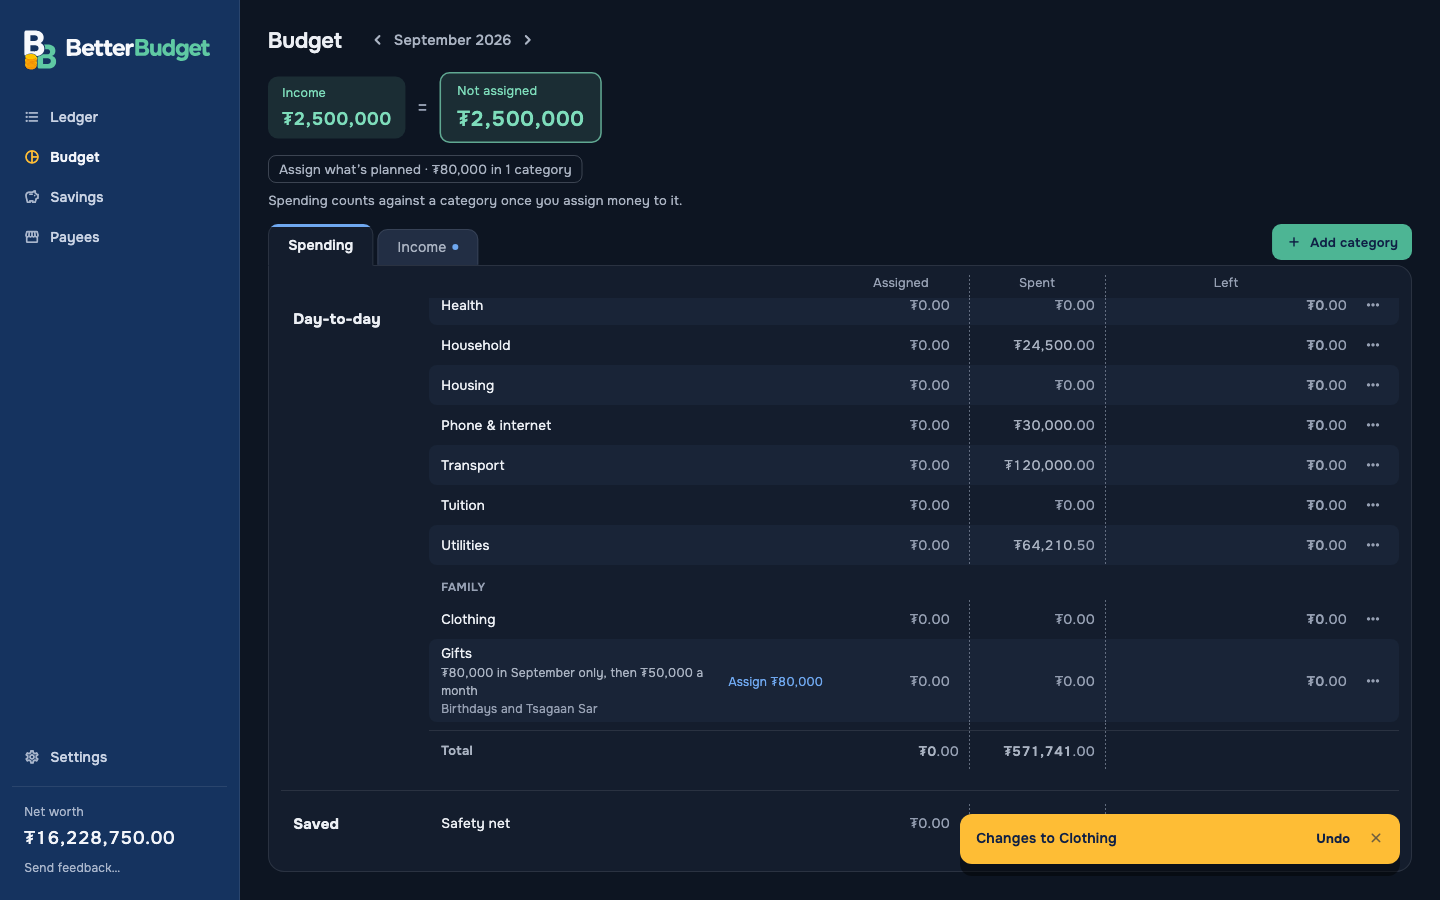 BetterBudget
Ledger
Budget
Savings
Payees
Settings
Net worth
₮16,228,750.00
Send feedback...
Budget
September 2026
Income
₮2,500,000
=
Not assigned
₮2,500,000
Assign what's planned · ₮80,000 in 1 category
Spending counts against a category once you assign money to it.
Spending
Income
+ Add category
Assigned Spent Left
Day-to-day
Health ₮0.00 ₮0.00 ₮0.00
Household ₮0.00 ₮24,500.00 ₮0.00
Housing ₮0.00 ₮0.00 ₮0.00
Phone & internet ₮0.00 ₮30,000.00 ₮0.00
Transport ₮0.00 ₮120,000.00 ₮0.00
Tuition ₮0.00 ₮0.00 ₮0.00
Utilities ₮0.00 ₮64,210.50 ₮0.00
FAMILY
Clothing ₮0.00 ₮0.00 ₮0.00
Gifts
₮80,000 in September only, then ₮50,000 a
month
Birthdays and Tsagaan Sar
Assign ₮80,000 ₮0.00 ₮0.00 ₮0.00
Total ₮0.00 ₮571,741.00
Saved
Safety net ₮0.00
Changes to Clothing Undo